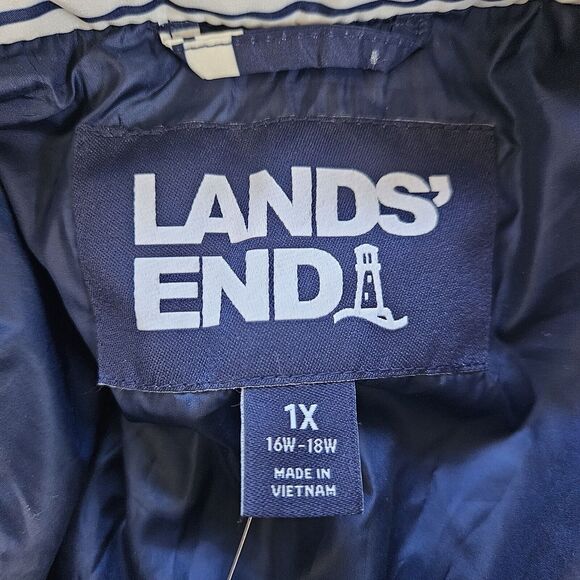 LANDS'
END
1X
16W-18W
MADE IN
VIETNAM